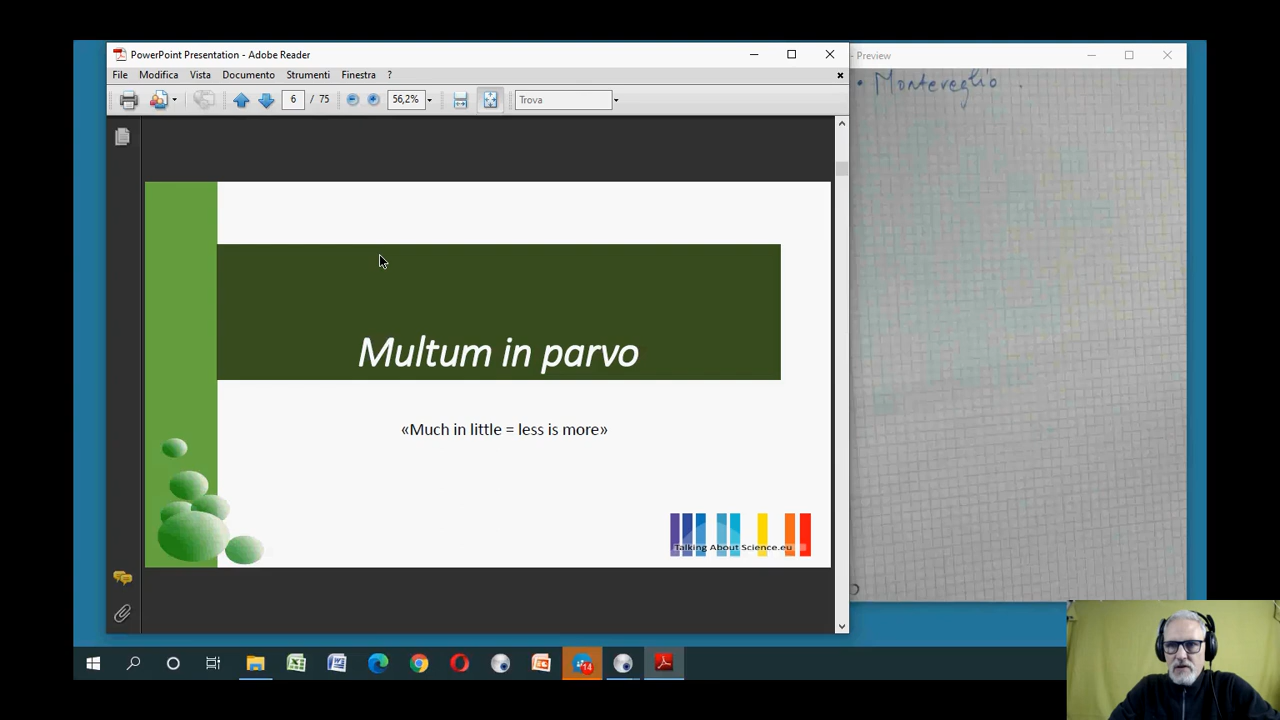 PowerPoint Presentation - Adobe Reader
- Preview
File Modifica Vista Documento Strumenti Finestra ?
• Monteveglio .
6 / 75 56,2% Trova
Multum in parvo
«Much in little = less is more»
Talking About Science.eu
14